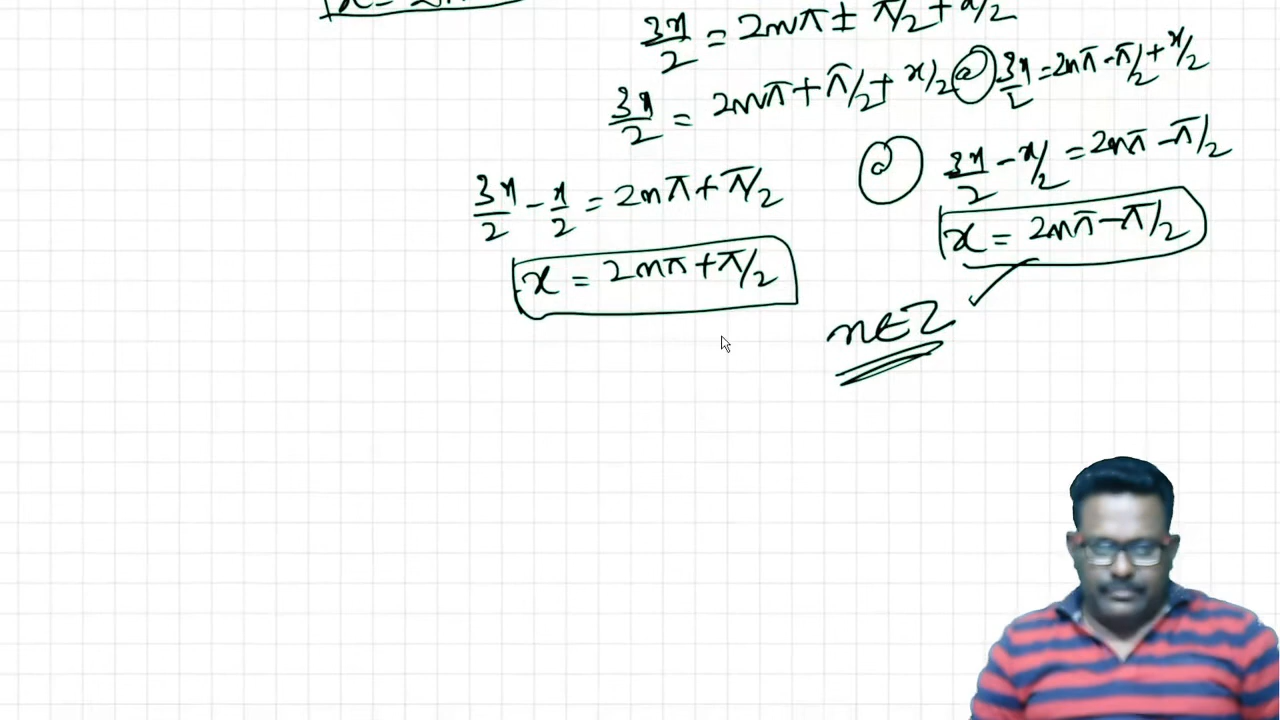 3x/2 = 2nπ ± π/2 + x/2
3x/2 = 2nπ + π/2 + x/2 or 3x/2 = 2nπ - π/2 + x/2
3x/2 - x/2 = 2nπ + π/2 or 3x/2 - x/2 = 2nπ - π/2
x = 2nπ + π/2
x = 2nπ - π/2
n∈Z